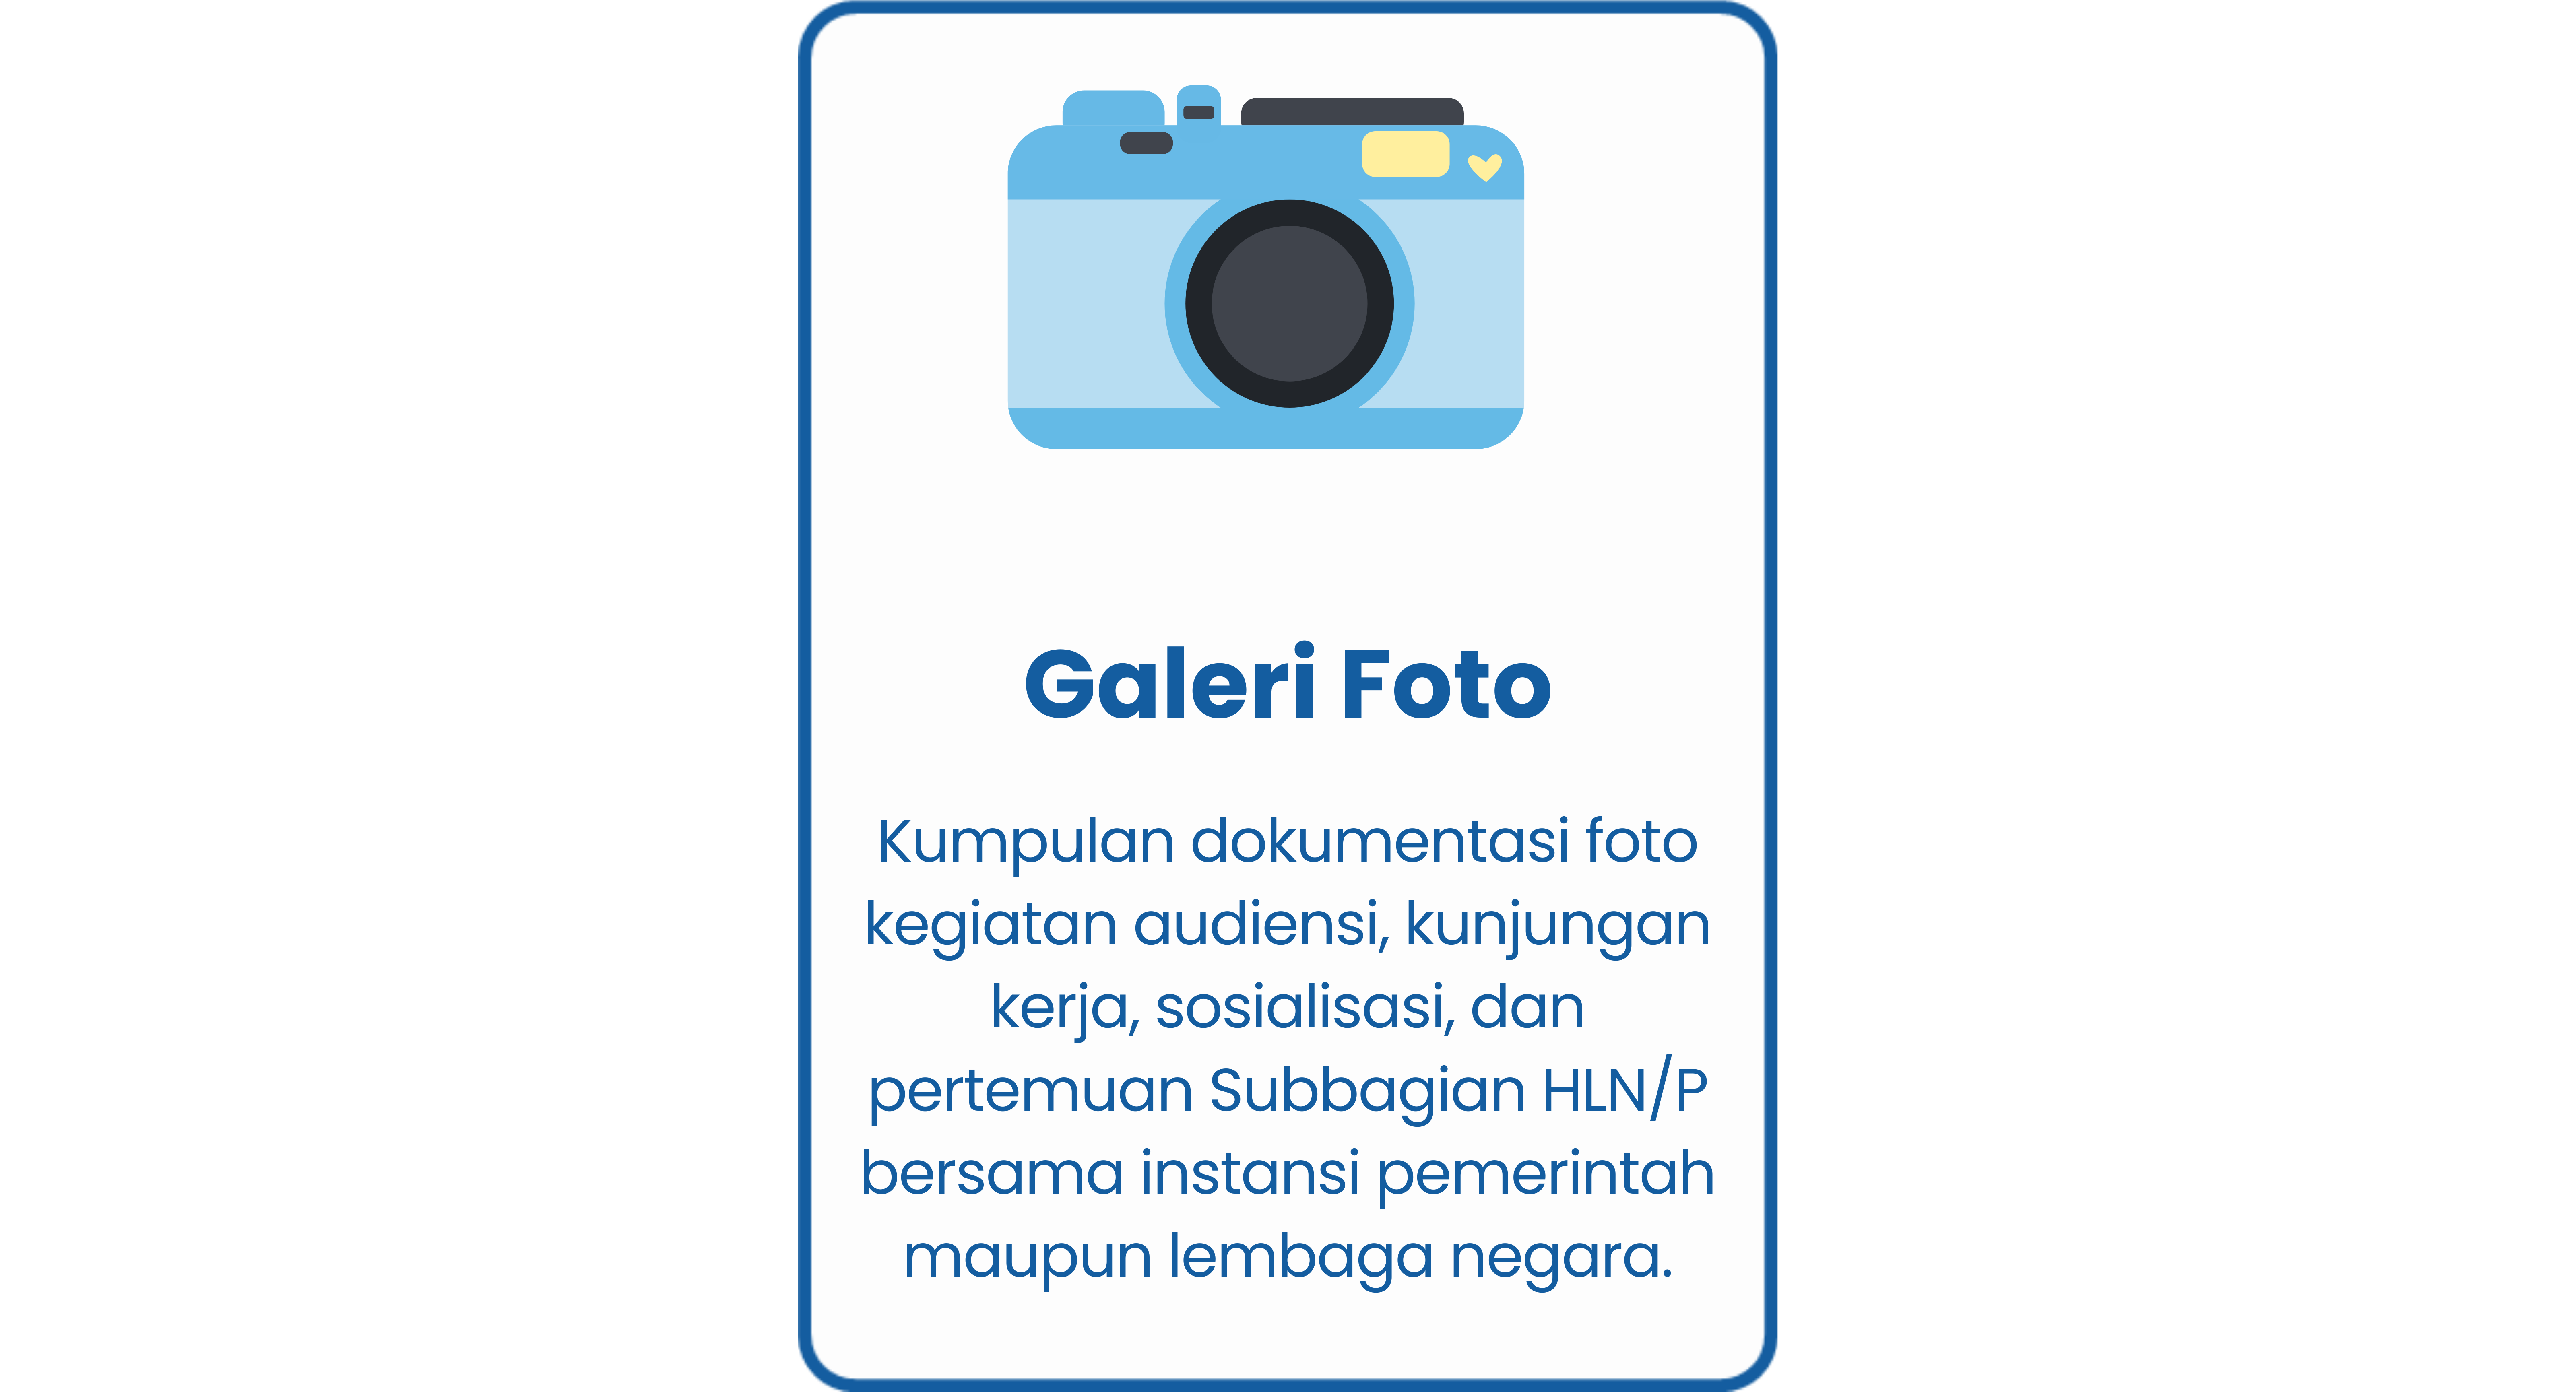 Galeri Foto
Kumpulan dokumentasi foto
kegiatan audiensi, kunjungan
kerja, sosialisasi, dan
pertemuan Subbagian HLN/P
bersama instansi pemerintah
maupun lembaga negara.